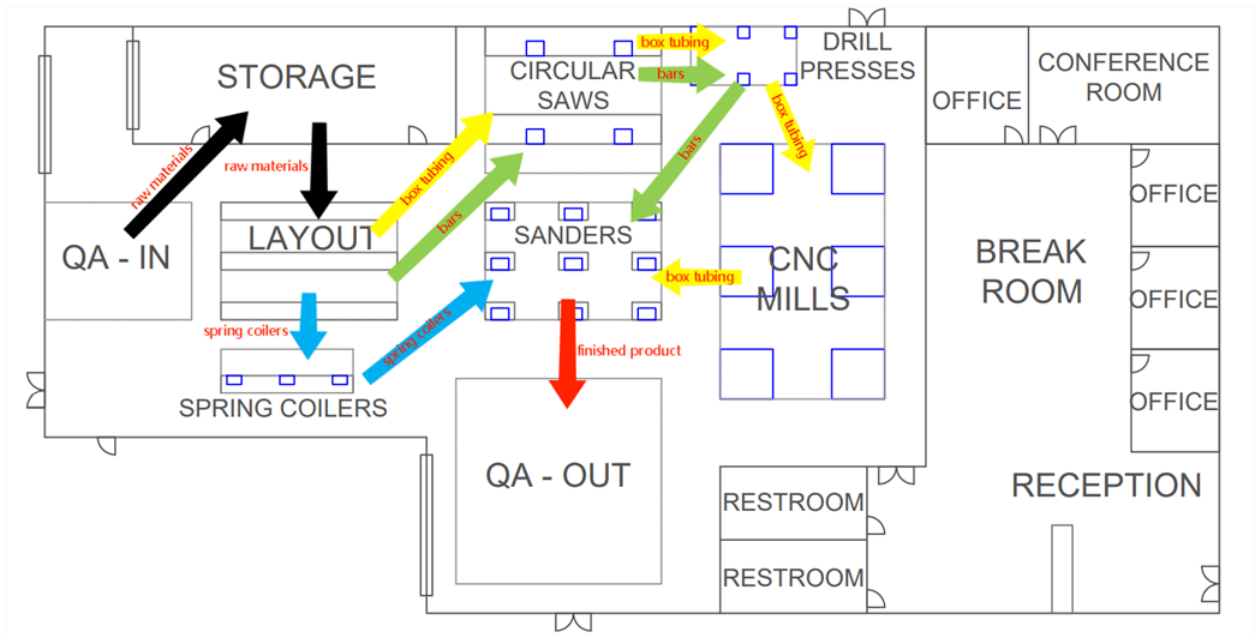 STORAGE
raw materials
raw materials
QA - IN
LAYOUT
box tubing
bars
spring coilers
spring coilers
SPRING COILERS
CIRCULAR
SAWS
box tubing
bars
DRILL
PRESSES
box tubing
bars
SANDERS
box tubing
CNC
MILLS
finished product
QA - OUT
OFFICE
CONFERENCE
ROOM
BREAK
ROOM
OFFICE
OFFICE
OFFICE
RECEPTION
RESTROOM
RESTROOM